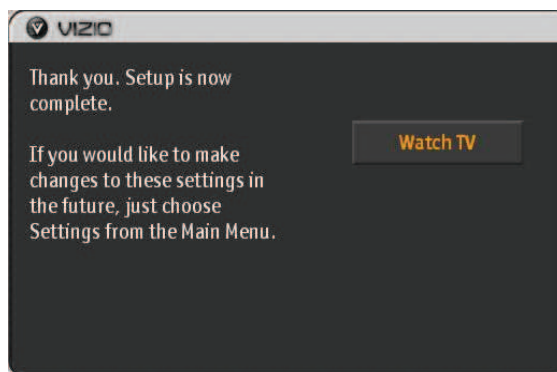 VIZIO
Thank you. Setup is now
complete.
If you would like to make
changes to these settings in
the future, just choose
Settings from the Main Menu.
Watch TV